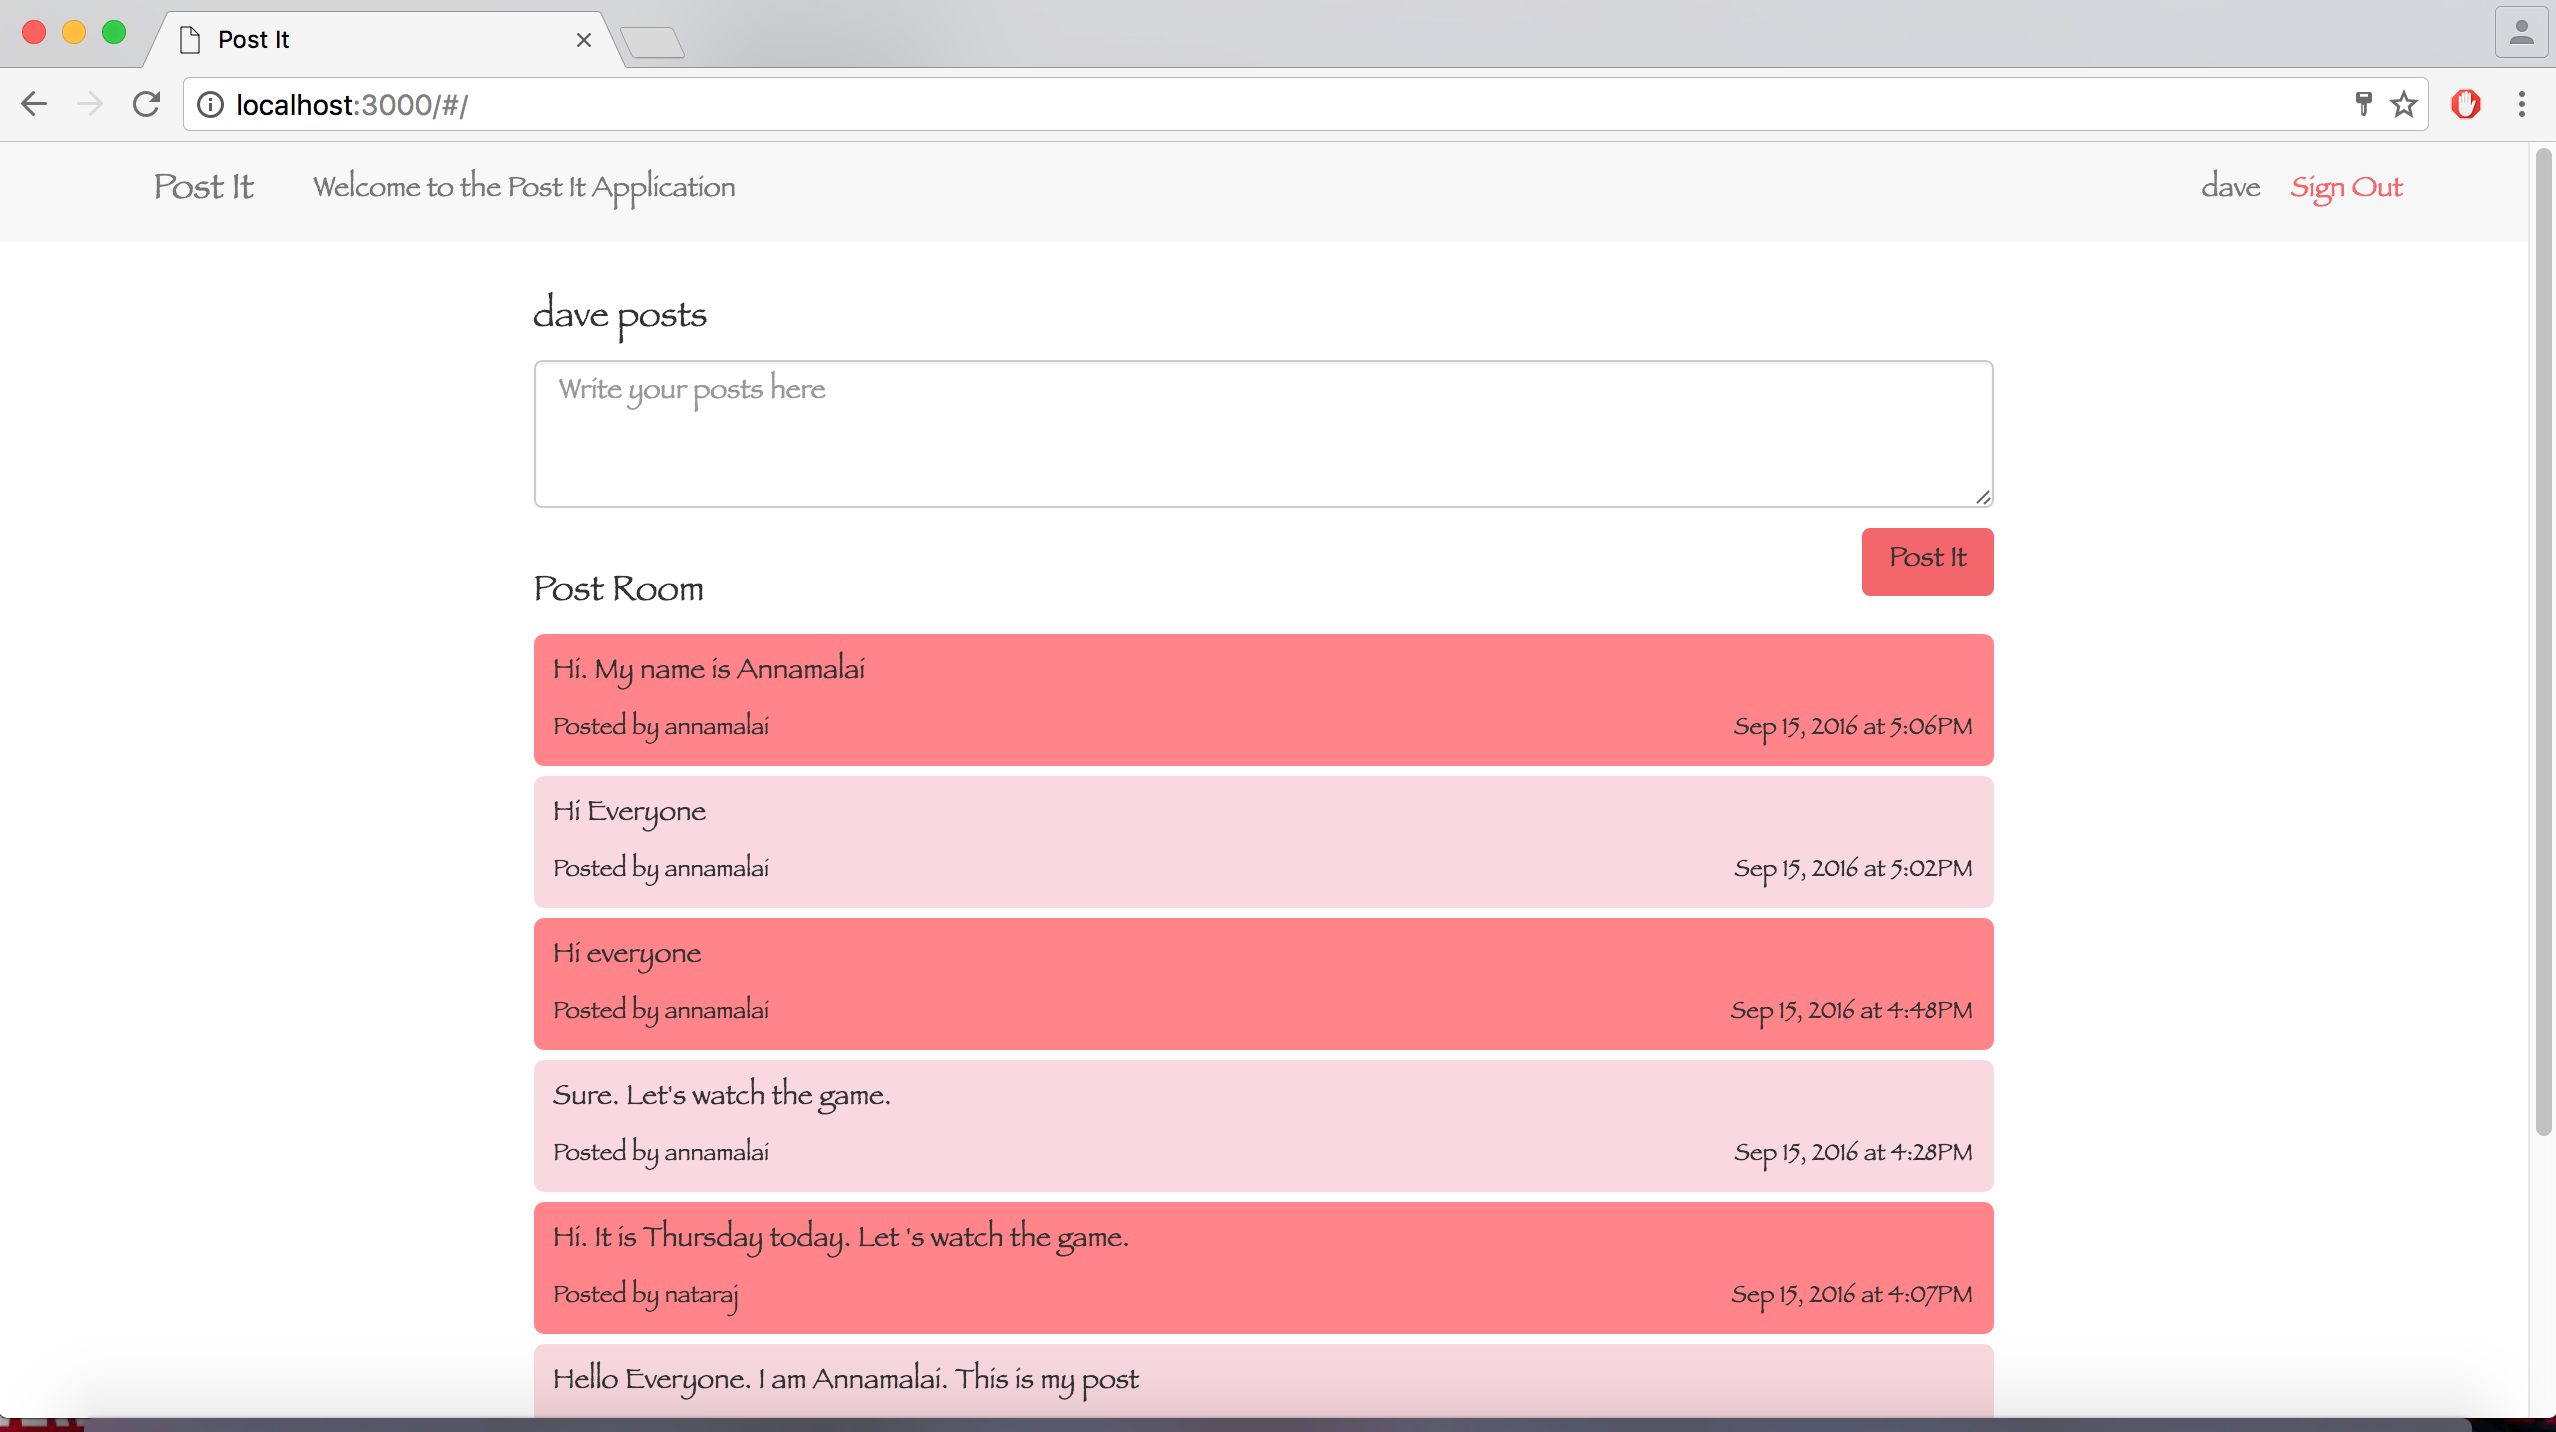 Post It
localhost:3000/#/
Post It Welcome to the Post It Application dave Sign Out
dave posts
Write your posts here
Post It
Post Room
Hi. My name is Annamalai
Posted by annamalai Sep 15, 2016 at 5:06PM
Hi Everyone
Posted by annamalai Sep 15, 2016 at 5:02PM
Hi everyone
Posted by annamalai Sep 15, 2016 at 4:48PM
Sure. Let's watch the game.
Posted by annamalai Sep 15, 2016 at 4:28PM
Hi. It is Thursday today. Let 's watch the game.
Posted by nataraj Sep 15, 2016 at 4:07PM
Hello Everyone. I am Annamalai. This is my post